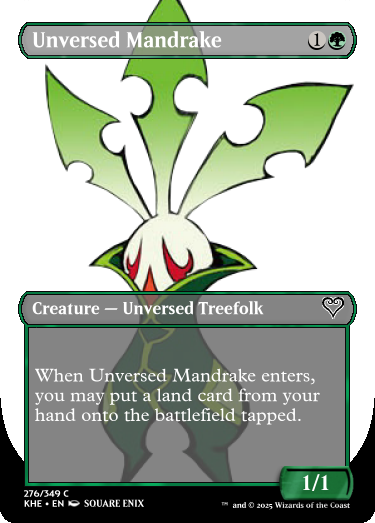 Unversed Mandrake 1
Creature — Unversed Treefolk
When Unversed Mandrake enters,
you may put a land card from your
hand onto the battlefield tapped.
1/1
276/349 C
KHE • EN SQUARE ENIX
™ and © 2025 Wizards of the Coast